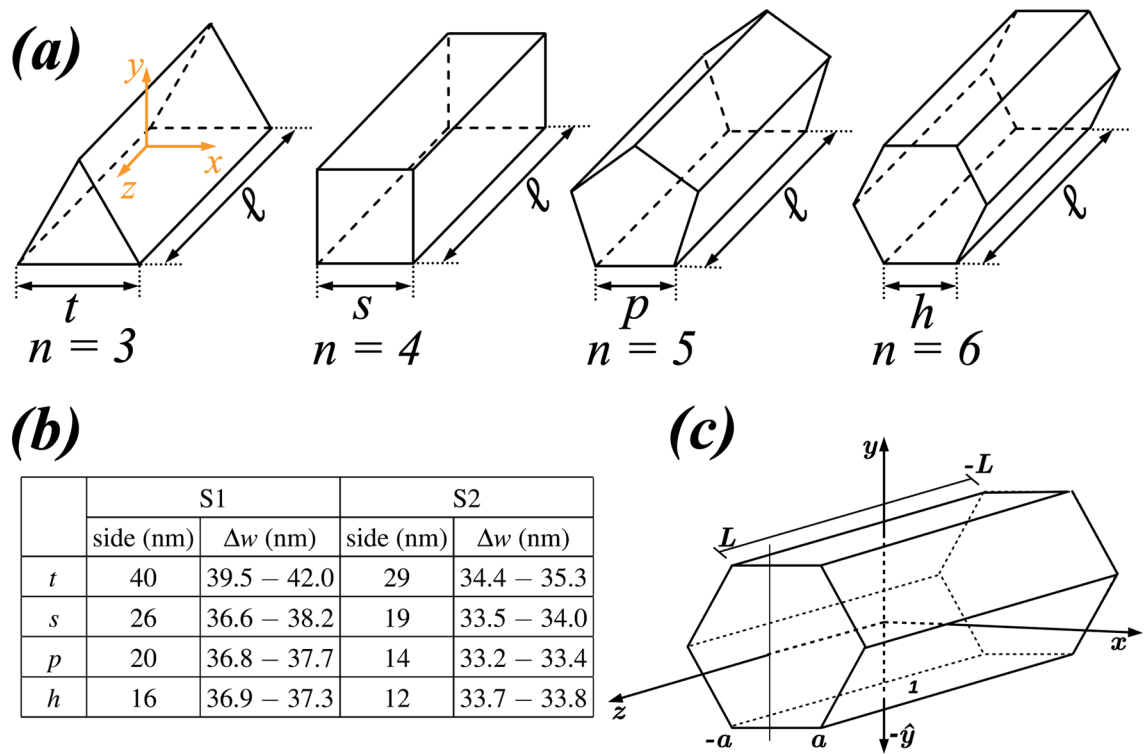 (a)
y
x
z
ℓ
ℓ
ℓ
ℓ
t
s
p
h
n = 3
n = 4
n = 5
n = 6
(b)
S1 S2
side (nm) Δw (nm) side (nm) Δw (nm)
t 40 39.5 − 42.0 29 34.4 − 35.3
s 26 36.6 − 38.2 19 33.5 − 34.0
p 20 36.8 − 37.7 14 33.2 − 33.4
h 16 36.9 − 37.3 12 33.7 − 33.8
(c)
y
-L
L
x
z
1
-a
a
-ŷ